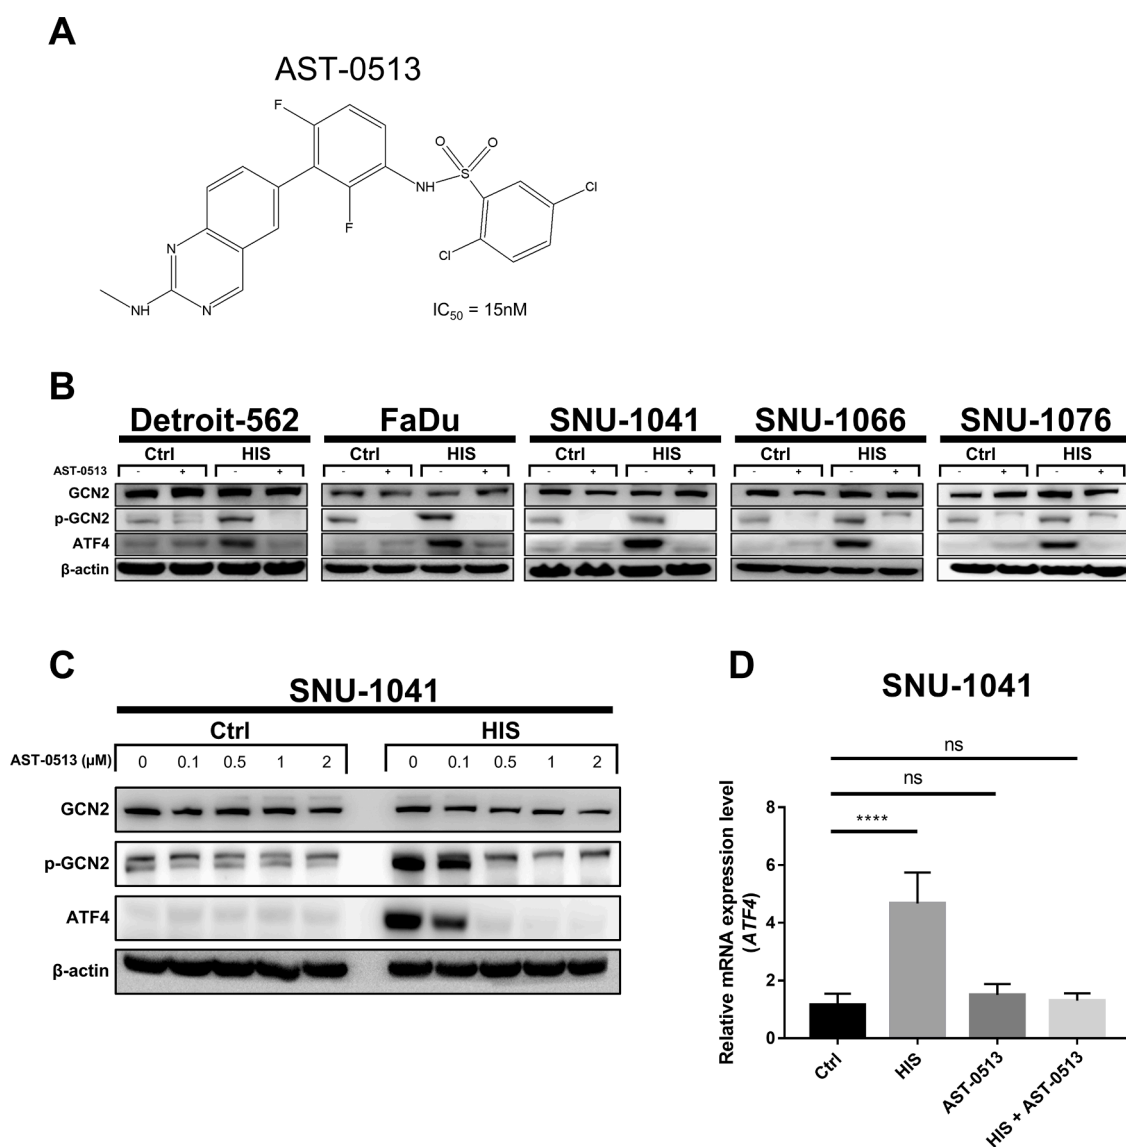 A
AST-0513
F
O O
NH S Cl
F
N Cl
NH N
IC50 = 15nM
B
Detroit-562 FaDu SNU-1041 SNU-1066 SNU-1076
Ctrl HIS Ctrl HIS Ctrl HIS Ctrl HIS Ctrl HIS
AST-0513 - + - + - + - + - + - + - + - + - + - +
GCN2
p-GCN2
ATF4
β-actin
C
SNU-1041
Ctrl HIS
AST-0513 (μM) 0 0.1 0.5 1 2 0 0.1 0.5 1 2
GCN2
p-GCN2
ATF4
β-actin
D
SNU-1041
ns
ns
****
Relative mRNA expression level
(ATF4)
8
6
4
2
0
Ctrl
HIS
AST-0513
HIS + AST-0513